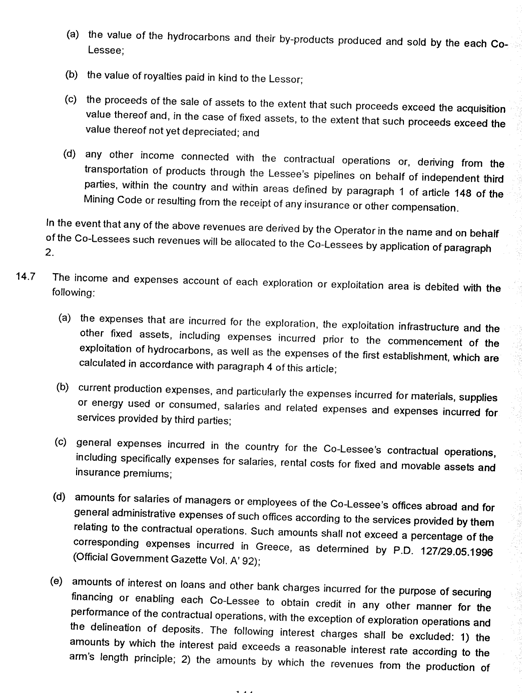 (a) the value of the hydrocarbons and their by-products produced and sold by the each Co-
Lessee;
(b) the value of royalties paid in kind to the Lessor;
(c) the proceeds of the sale of assets to the extent that such proceeds exceed the acquisition
value thereof and, in the case of fixed assets, to the extent that such proceeds exceed the
value thereof not yet depreciated; and
(d) any other income connected with the contractual operations or, deriving from the
transportation of products through the Lessee's pipelines on behalf of independent third
parties, within the country and within areas defined by paragraph 1 of article 148 of the
Mining Code or resulting from the receipt of any insurance or other compensation.
In the event that any of the above revenues are derived by the Operator in the name and on behalf
of the Co-Lessees such revenues will be allocated to the Co-Lessees by application of paragraph
2.
14.7 The income and expenses account of each exploration or exploitation area is debited with the
following:
(a) the expenses that are incurred for the exploration, the exploitation infrastructure and the
other fixed assets, including expenses incurred prior to the commencement of the
exploitation of hydrocarbons, as well as the expenses of the first establishment, which are
calculated in accordance with paragraph 4 of this article;
(b) current production expenses, and particularly the expenses incurred for materials, supplies
or energy used or consumed, salaries and related expenses and expenses incurred for
services provided by third parties;
(c) general expenses incurred in the country for the Co-Lessee's contractual operations,
including specifically expenses for salaries, rental costs for fixed and movable assets and
insurance premiums;
(d) amounts for salaries of managers or employees of the Co-Lessee's offices abroad and for
general administrative expenses of such offices according to the services provided by them
relating to the contractual operations. Such amounts shall not exceed a percentage of the
corresponding expenses incurred in Greece, as determined by P.D. 127/29.05.1996
(Official Government Gazette Vol. A' 92);
(e) amounts of interest on loans and other bank charges incurred for the purpose of securing
financing or enabling each Co-Lessee to obtain credit in any other manner for the
performance of the contractual operations, with the exception of exploration operations and
the delineation of deposits. The following interest charges shall be excluded: 1) the
amounts by which the interest paid exceeds a reasonable interest rate according to the
arm's length principle; 2) the amounts by which the revenues from the production of